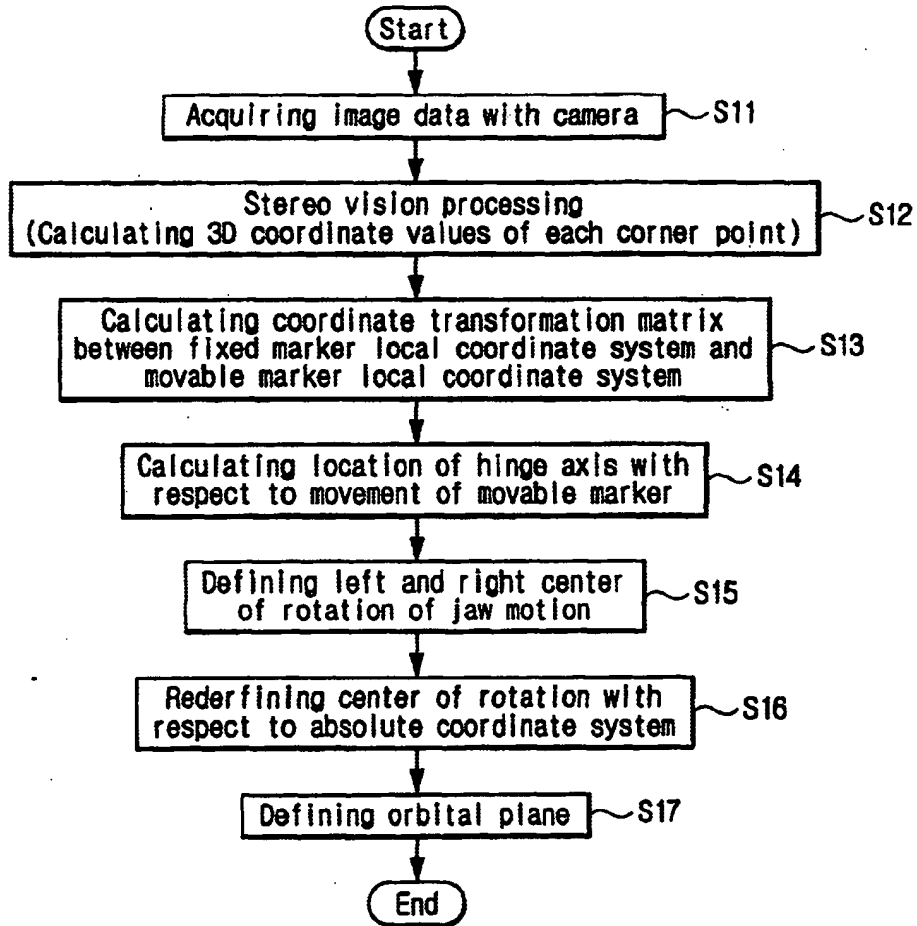 Start
Acquiring image data with camera
S11
Stereo vision processing
(Calculating 3D coordinate values of each corner point)
S12
Calculating coordinate transformation matrix
between fixed marker local coordinate system and
movable marker local coordinate system
S13
Calculating location of hinge axis with
respect to movement of movable marker
S14
Defining left and right center
of rotation of jaw motion
S15
Rederfining center of rotation with
respect to absolute coordinate system
S16
Defining orbital plane
S17
End